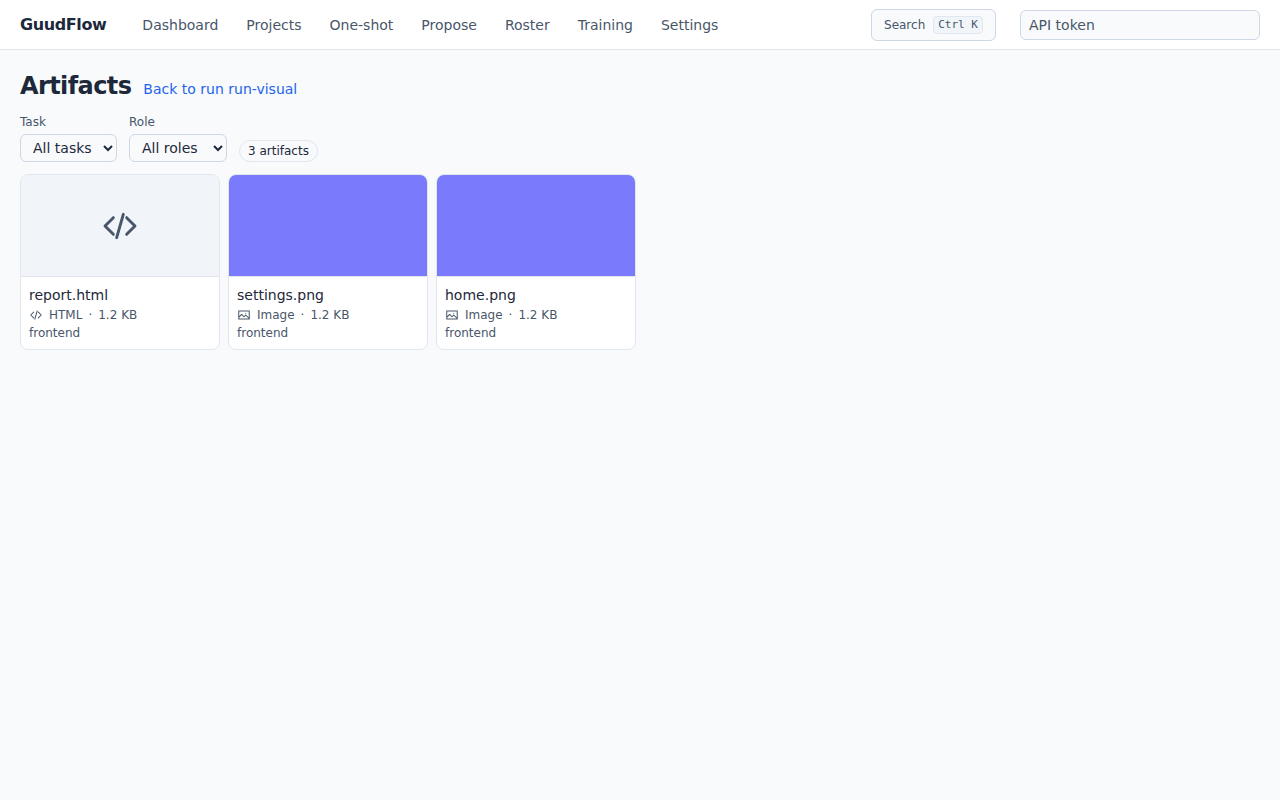 GuudFlow Dashboard Projects One-shot Propose Roster Training Settings Search Ctrl K API token
Artifacts Back to run run-visual
Task Role
All tasks All roles 3 artifacts
report.html settings.png home.png
HTML · 1.2 KB Image · 1.2 KB Image · 1.2 KB
frontend frontend frontend